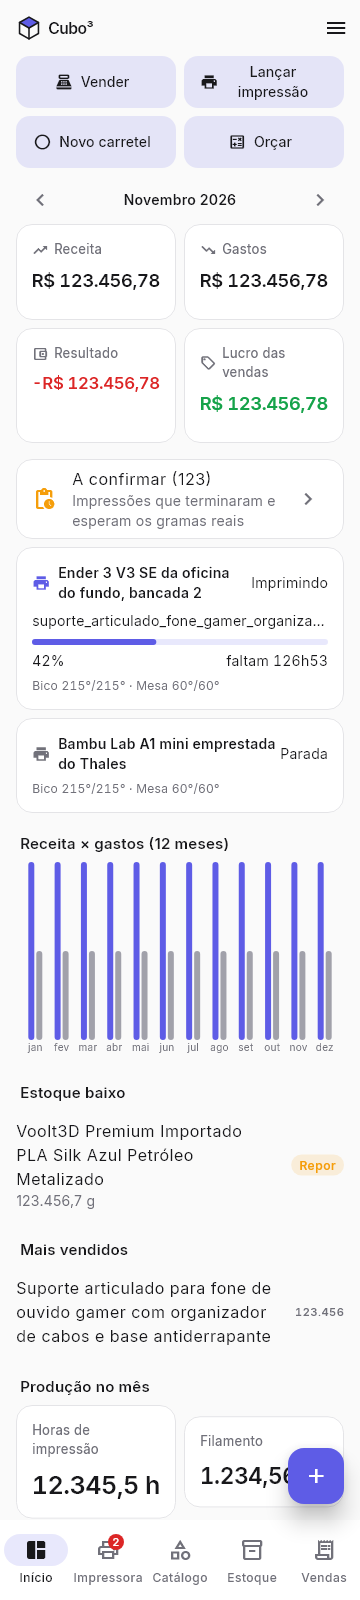 Cubo³
Vender
Lançar
impressão
Novo carretel
Orçar
Novembro 2026
Receita
R$ 123.456,78
Gastos
R$ 123.456,78
Resultado
-R$ 123.456,78
Lucro das
vendas
R$ 123.456,78
A confirmar (123)
Impressões que terminaram e
esperam os gramas reais
Ender 3 V3 SE da oficina
do fundo, bancada 2
Imprimindo
suporte_articulado_fone_gamer_organiza...
42%
faltam 126h53
Bico 215°/215° · Mesa 60°/60°
Bambu Lab A1 mini emprestada
do Thales
Parada
Bico 215°/215° · Mesa 60°/60°
Receita × gastos (12 meses)
jan fev mar abr mai jun jul ago set out nov dez
Estoque baixo
Voolt3D Premium Importado
PLA Silk Azul Petróleo
Metalizado
123.456,7 g
Repor
Mais vendidos
Suporte articulado para fone de
ouvido gamer com organizador
de cabos e base antiderrapante
123.456
Produção no mês
Horas de
impressão
12.345,5 h
Filamento
1.234,56
+
2
Início
Impressora
Catálogo
Estoque
Vendas